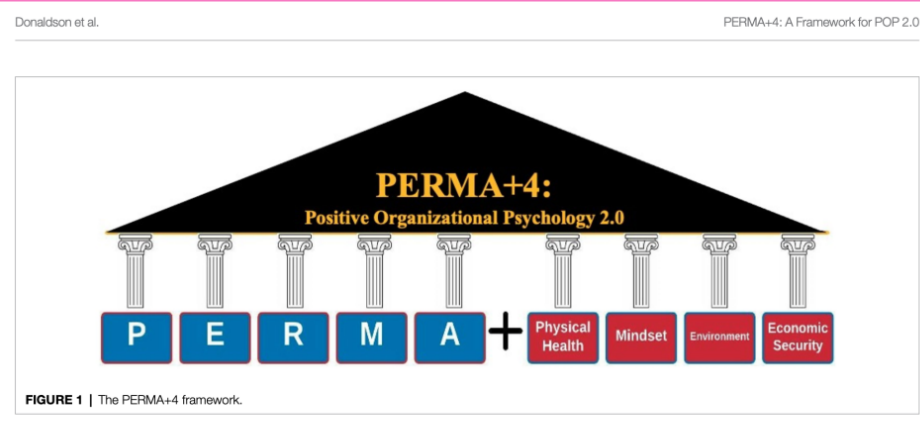 Donaldson et al.
PERMA+4: A Framework for POP 2.0
PERMA+4:
Positive Organizational Psychology 2.0
P E R M A + Physical Health Mindset Environment Economic Security
FIGURE 1 | The PERMA+4 framework.